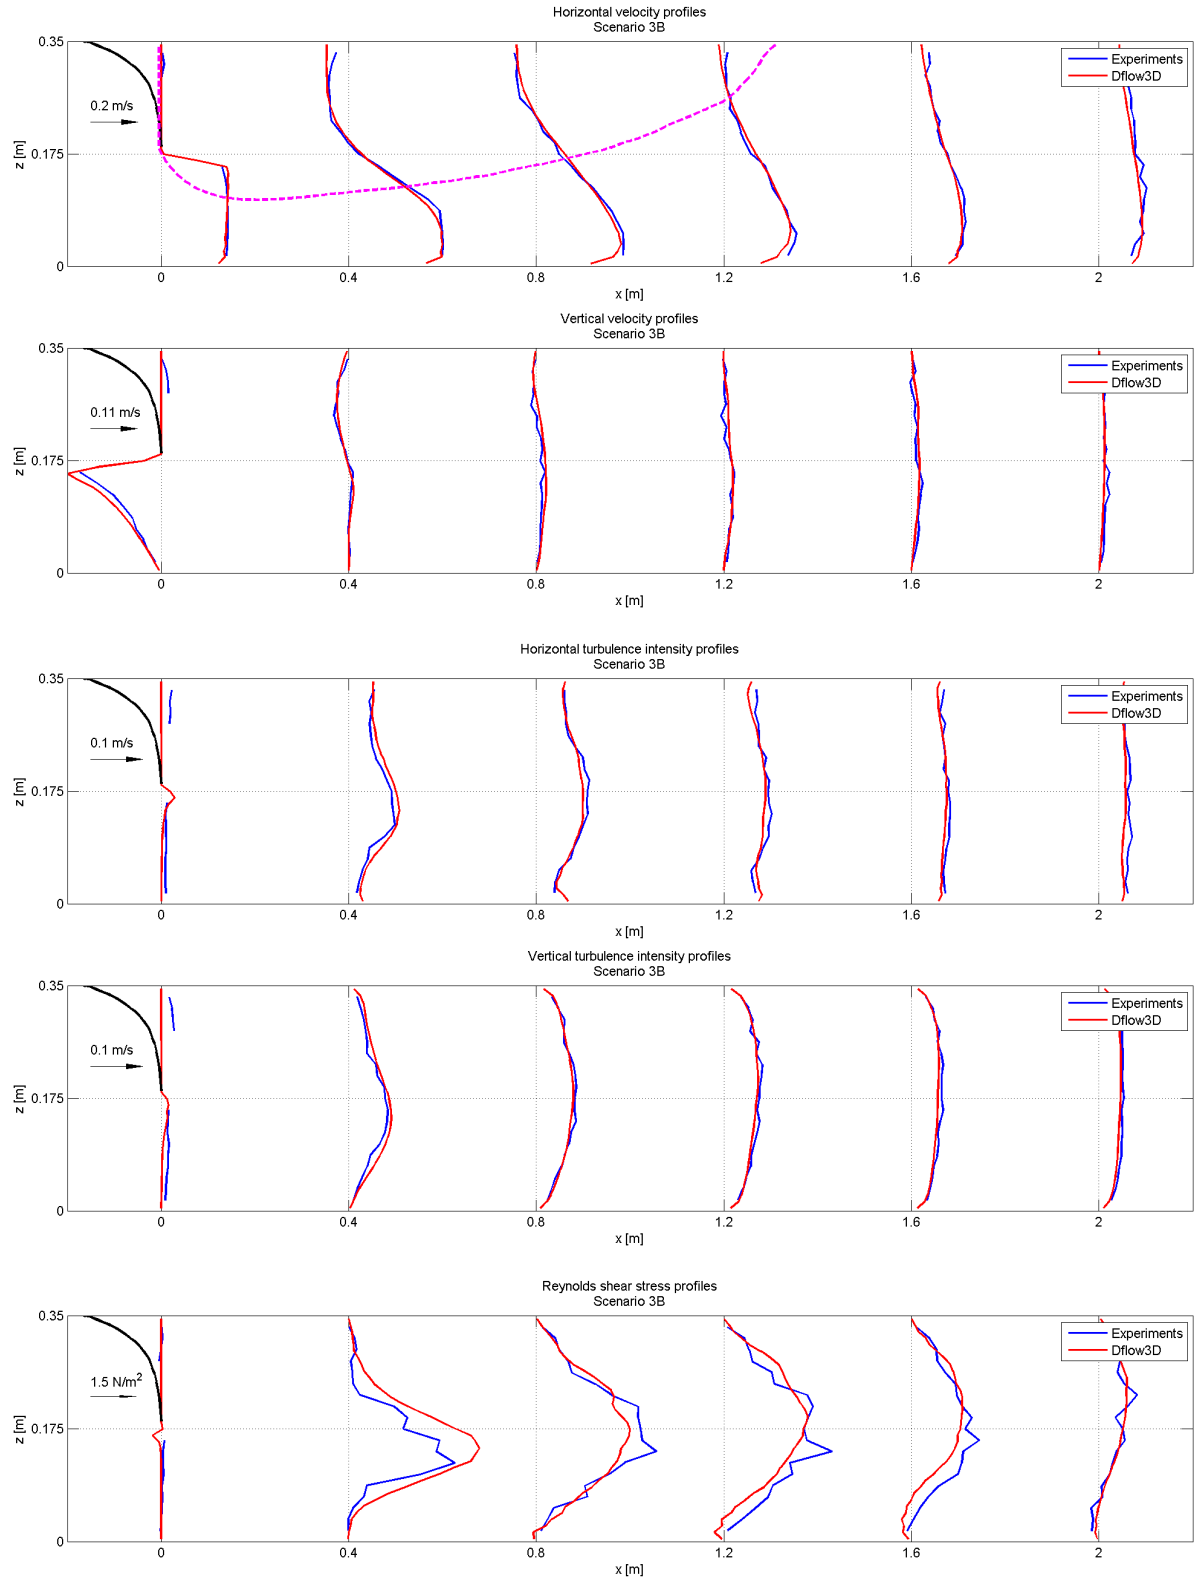 Horizontal velocity profiles
Scenario 3B
0.35
0.175
0
z [m]
0.2 m/s
Experiments
Dflow3D
0 0.4 0.8 1.2 1.6 2
x [m]
Vertical velocity profiles
Scenario 3B
0.35
0.175
0
z [m]
0.11 m/s
Experiments
Dflow3D
0 0.4 0.8 1.2 1.6 2
x [m]
Horizontal turbulence intensity profiles
Scenario 3B
0.35
0.175
0
z [m]
0.1 m/s
Experiments
Dflow3D
0 0.4 0.8 1.2 1.6 2
x [m]
Vertical turbulence intensity profiles
Scenario 3B
0.35
0.175
0
z [m]
0.1 m/s
Experiments
Dflow3D
0 0.4 0.8 1.2 1.6 2
x [m]
Reynolds shear stress profiles
Scenario 3B
0.35
0.175
0
z [m]
1.5 N/m²
Experiments
Dflow3D
0 0.4 0.8 1.2 1.6 2
x [m]